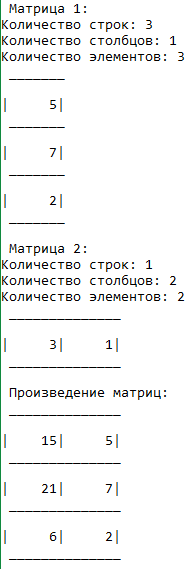 Матрица 1:
Количество строк: 3
Количество столбцов: 1
Количество элементов: 3
_______
|     5|
_______
|     7|
_______
|     2|
_______
Матрица 2:
Количество строк: 1
Количество столбцов: 2
Количество элементов: 2
______________
|     3|     1|
______________
Произведение матриц:
______________
|    15|     5|
______________
|    21|     7|
______________
|     6|     2|
______________